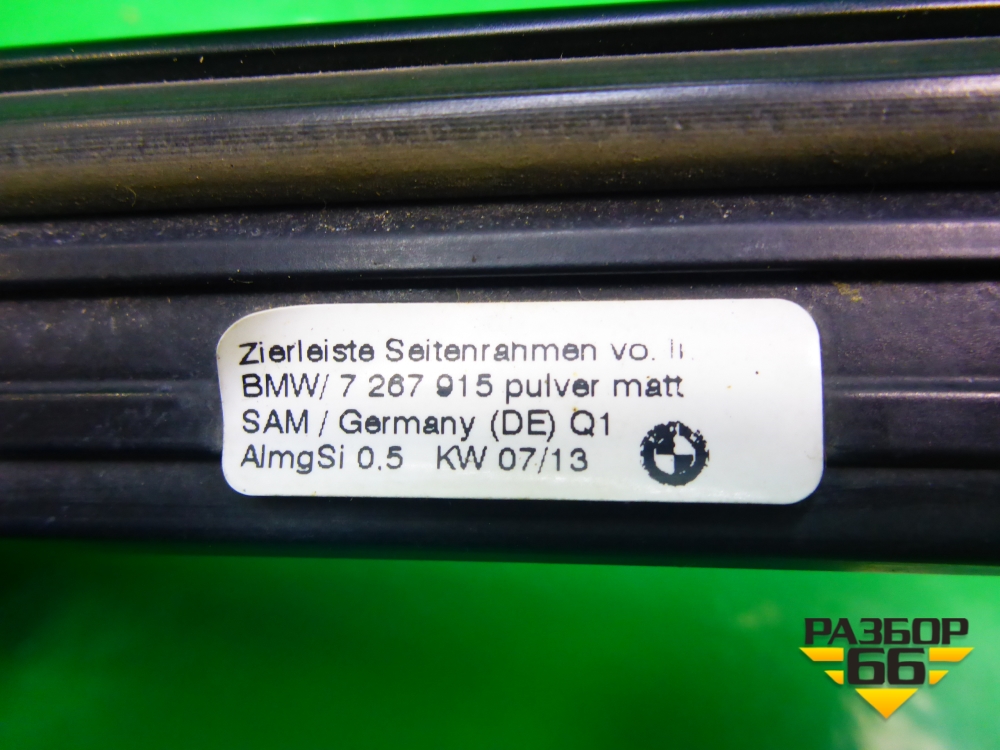 Zierleiste Seitenrahmen vo. li.
BMW/ 7 267 915 pulver matt
SAM / Germany (DE) Q1
AlmgSi 0.5 KW 07/13
РАЗБОР
66